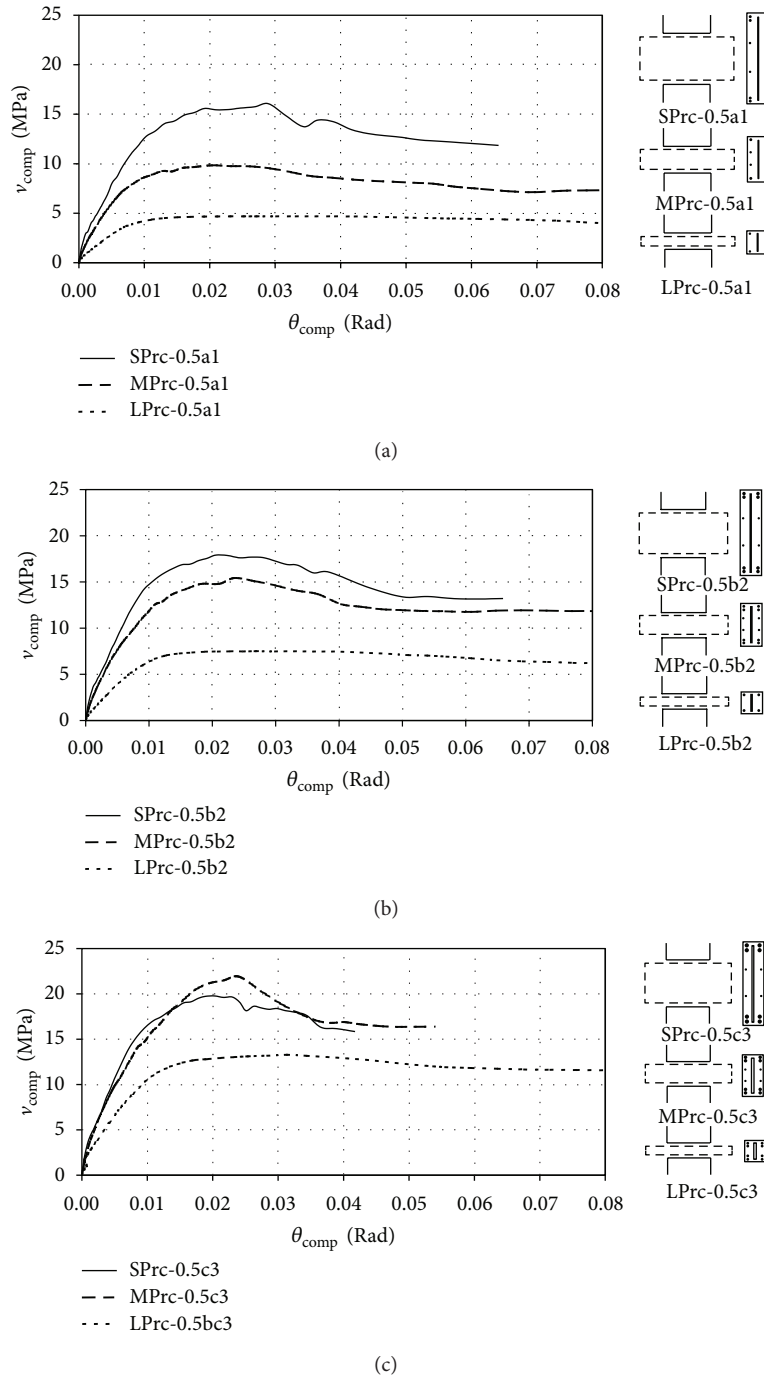 25
20
15
10
5
0
v_comp (MPa)
0.00 0.01 0.02 0.03 0.04 0.05 0.06 0.07 0.08
θ_comp (Rad)
SPrc-0.5a1
MPrc-0.5a1
LPrc-0.5a1
SPrc-0.5a1
MPrc-0.5a1
LPrc-0.5a1
(a)
25
20
15
10
5
0
v_comp (MPa)
0.00 0.01 0.02 0.03 0.04 0.05 0.06 0.07 0.08
θ_comp (Rad)
SPrc-0.5b2
MPrc-0.5b2
LPrc-0.5b2
SPrc-0.5b2
MPrc-0.5b2
LPrc-0.5b2
(b)
25
20
15
10
5
0
v_comp (MPa)
0.00 0.01 0.02 0.03 0.04 0.05 0.06 0.07 0.08
θ_comp (Rad)
SPrc-0.5c3
MPrc-0.5c3
LPrc-0.5c3
SPrc-0.5c3
MPrc-0.5c3
LPrc-0.5bc3
(c)